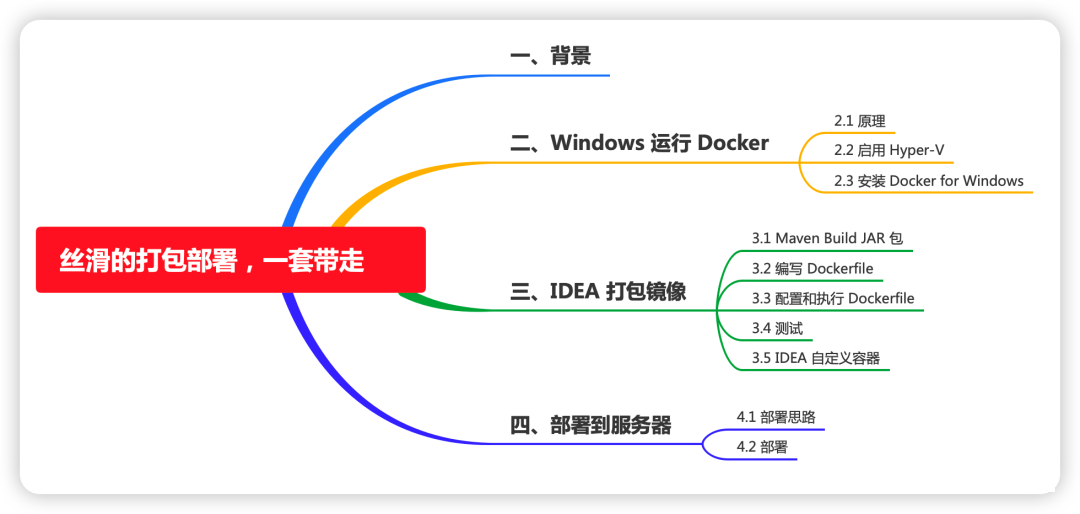 丝滑的打包部署，一套带走
一、背景
二、Windows 运行 Docker
2.1 原理
2.2 启用 Hyper-V
2.3 安装 Docker for Windows
三、IDEA 打包镜像
3.1 Maven Build JAR 包
3.2 编写 Dockerfile
3.3 配置和执行 Dockerfile
3.4 测试
3.5 IDEA 自定义容器
四、部署到服务器
4.1 部署思路
4.2 部署